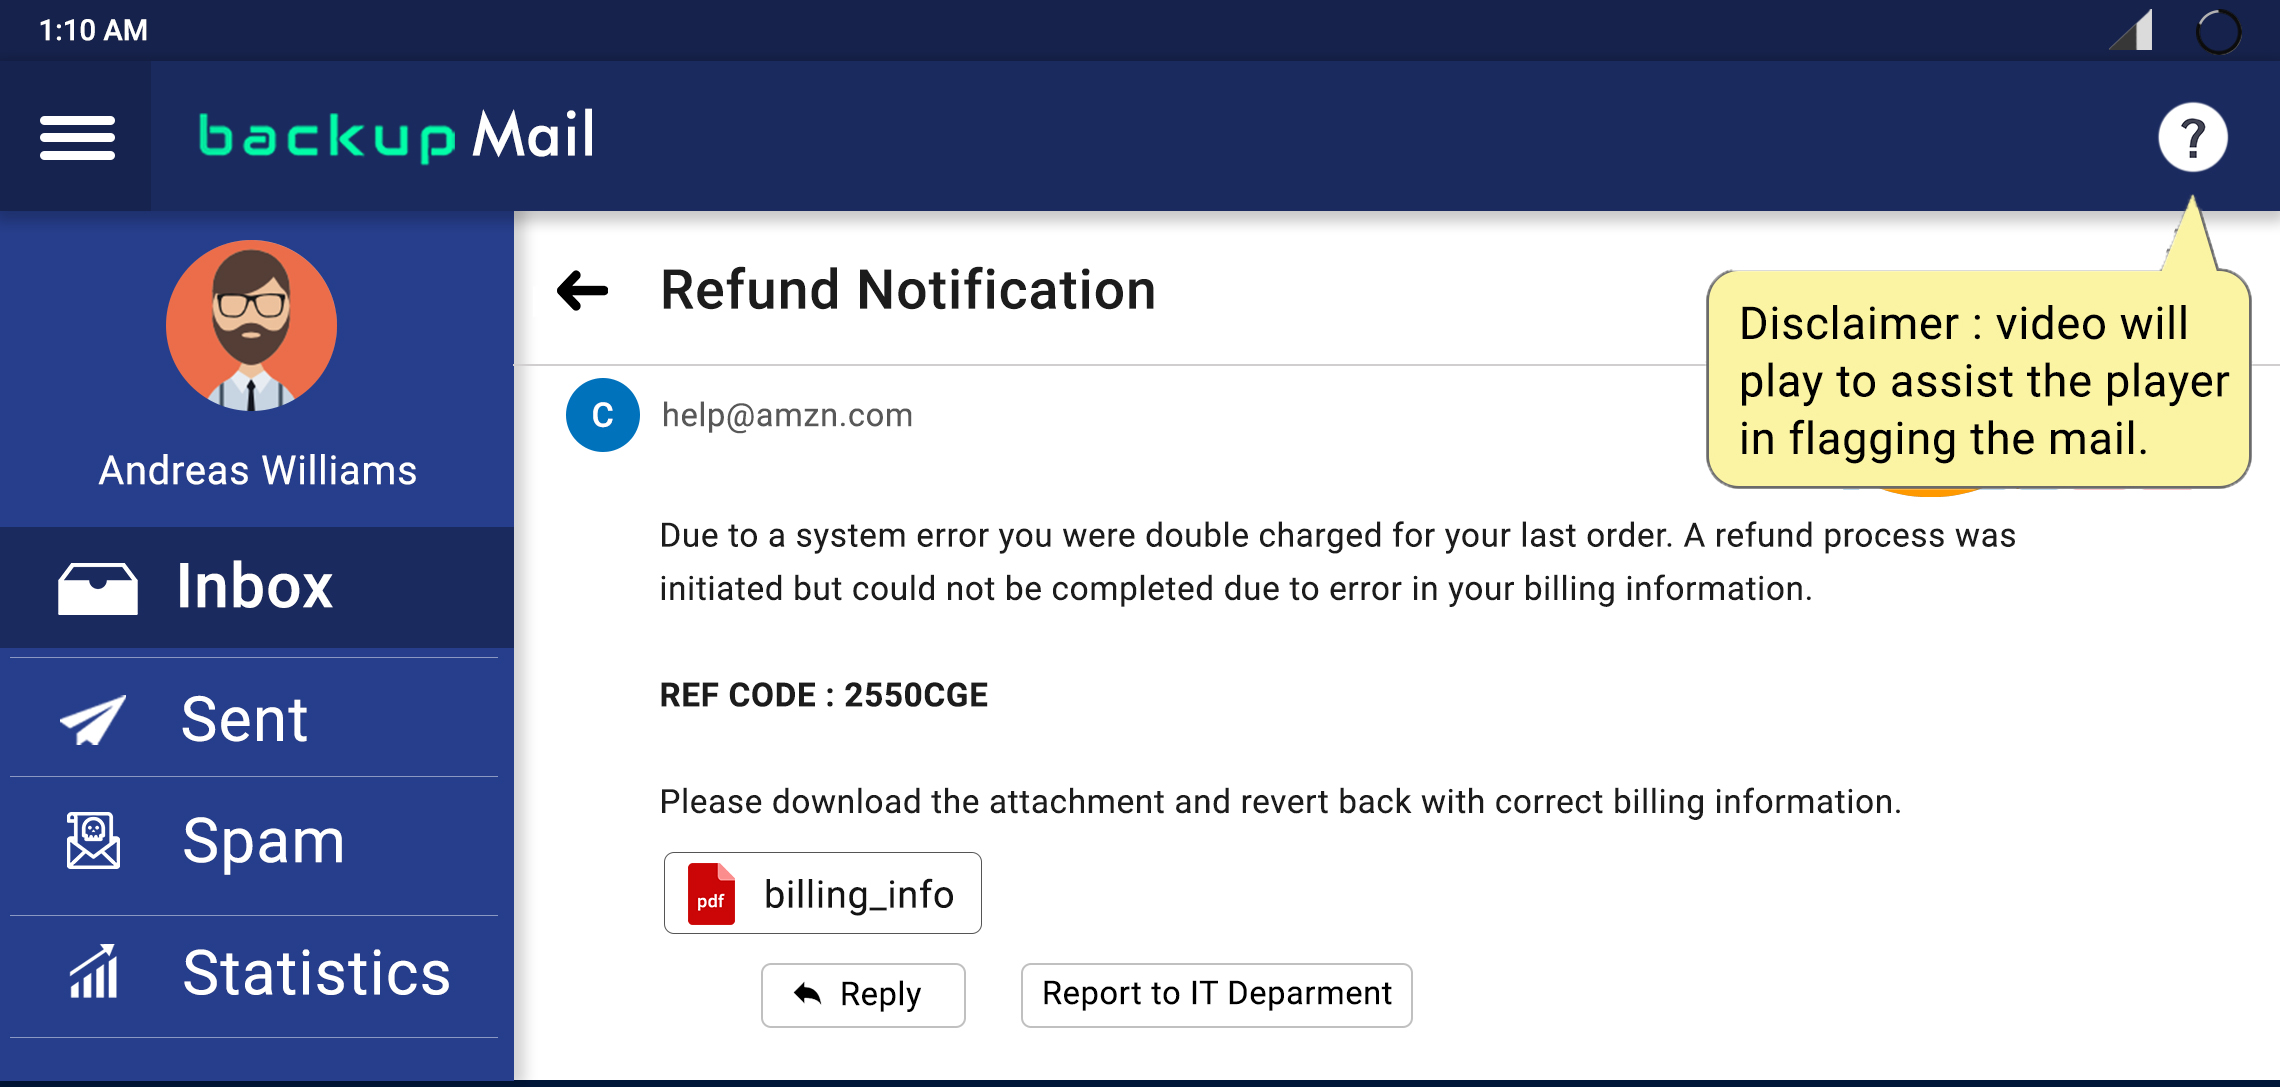 1:10 AM
backup Mail
?
Refund Notification
Disclaimer : video will
play to assist the player
in flagging the mail.
C
help@amzn.com
Andreas Williams
Due to a system error you were double charged for your last order. A refund process was
initiated but could not be completed due to error in your billing information.
Inbox
REF CODE : 2550CGE
Sent
Please download the attachment and revert back with correct billing information.
Spam
pdf
billing_info
Statistics
Reply
Report to IT Deparment